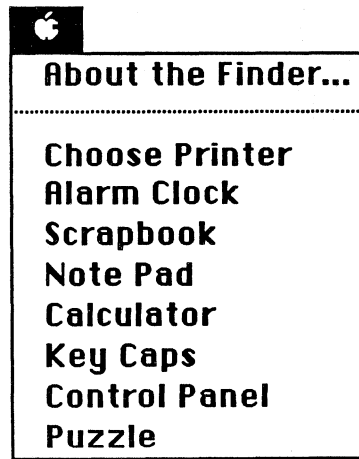 About the Finder...
Choose Printer
Alarm Clock
Scrapbook
Note Pad
Calculator
Key Caps
Control Panel
Puzzle